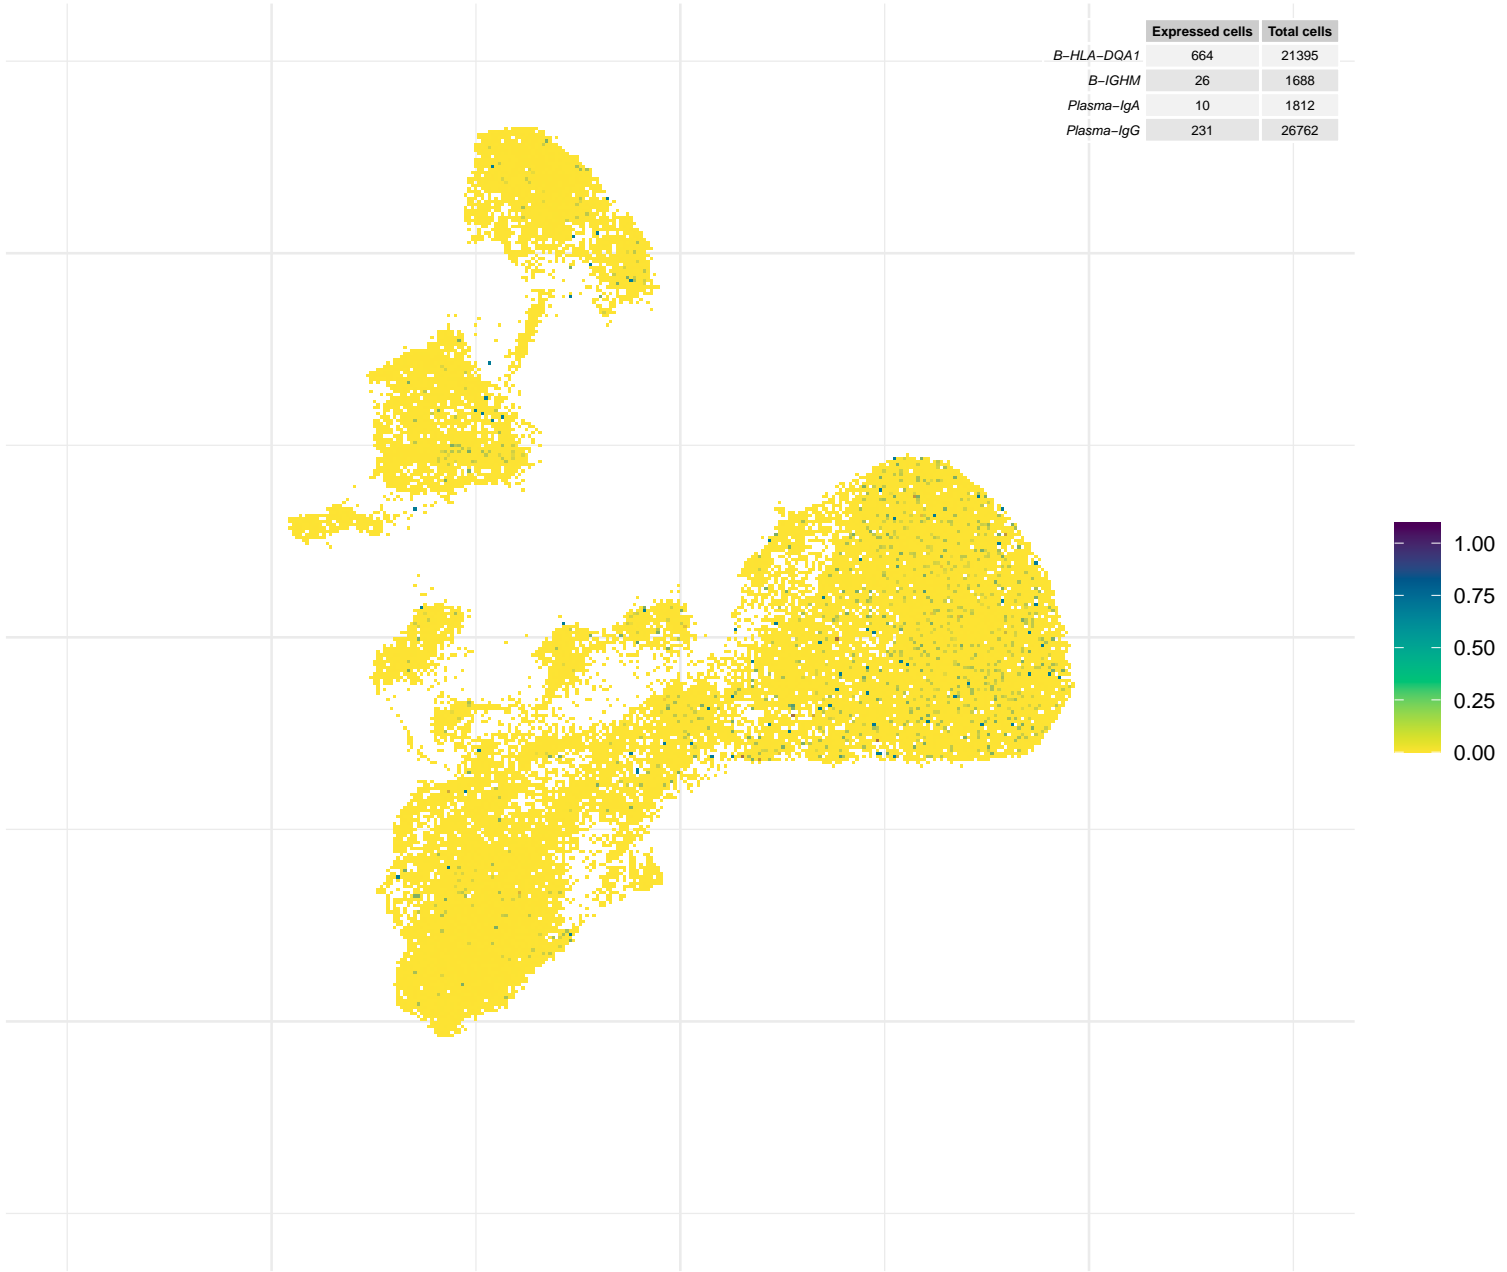 Expressed cells Total cells
B−HLA−DQA1 664 21395
B−IGHM 26 1688
Plasma−IgA 10 1812
Plasma−IgG 231 26762
1.00
0.75
0.50
0.25
0.00